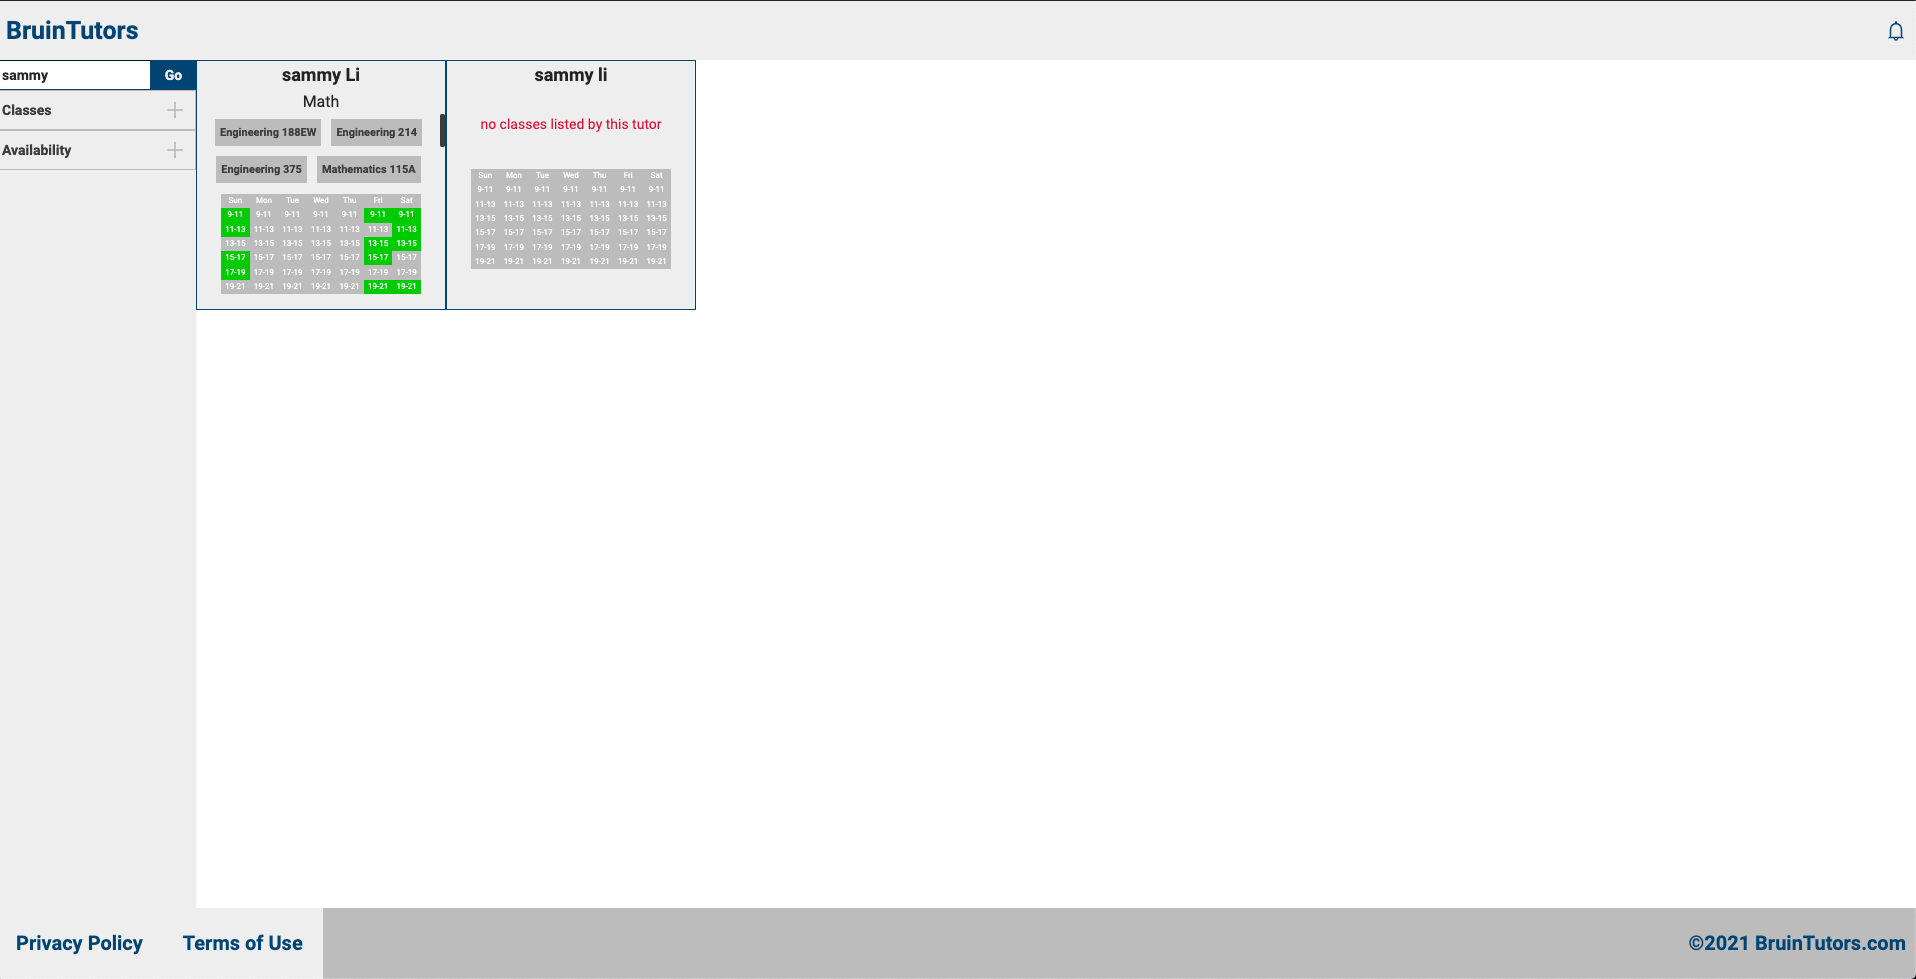 BruinTutors
sammy Go
Classes
Availability
sammy Li
Math
Engineering 188EW Engineering 214
Engineering 375 Mathematics 115A
Sun Mon Tue Wed Thu Fri Sat
9-11 9-11 9-11 9-11 9-11 9-11 9-11
11-13 11-13 11-13 11-13 11-13 11-13 11-13
13-15 13-15 13-15 13-15 13-15 13-15 13-15
15-17 15-17 15-17 15-17 15-17 15-17 15-17
17-19 17-19 17-19 17-19 17-19 17-19 17-19
19-21 19-21 19-21 19-21 19-21 19-21 19-21
sammy li
no classes listed by this tutor
Sun Mon Tue Wed Thu Fri Sat
9-11 9-11 9-11 9-11 9-11 9-11 9-11
11-13 11-13 11-13 11-13 11-13 11-13 11-13
13-15 13-15 13-15 13-15 13-15 13-15 13-15
15-17 15-17 15-17 15-17 15-17 15-17 15-17
17-19 17-19 17-19 17-19 17-19 17-19 17-19
19-21 19-21 19-21 19-21 19-21 19-21 19-21
Privacy Policy Terms of Use ©2021 BruinTutors.com